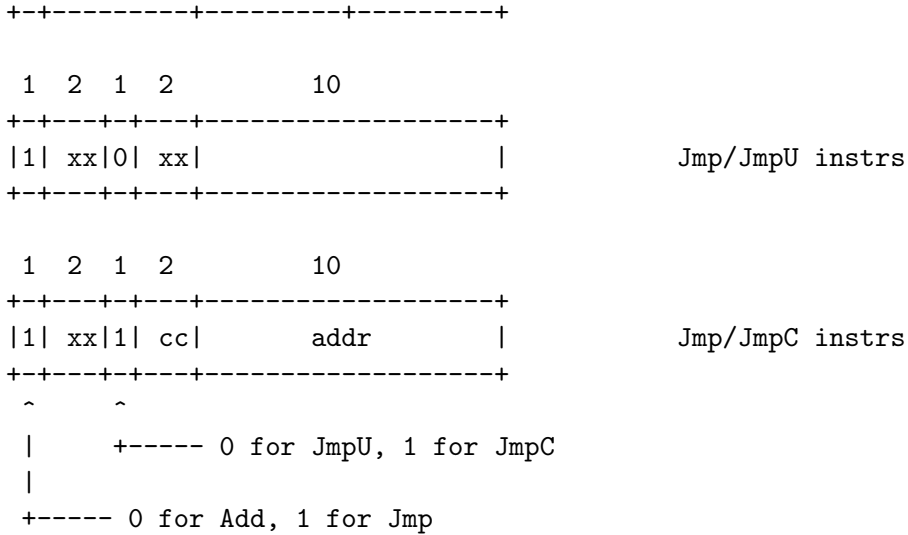 +-+---------+---------+---------+
 1  2  1  2         10
+-+---+-+---+-------------------+
|1| xx|0| xx|                   |           Jmp/JmpU instrs
+-+---+-+---+-------------------+
 1  2  1  2         10
+-+---+-+---+-------------------+
|1| xx|1| cc|       addr        |           Jmp/JmpC instrs
+-+---+-+---+-------------------+
 ^     ^
 |     +----- 0 for JmpU, 1 for JmpC
 |
 +----- 0 for Add, 1 for Jmp